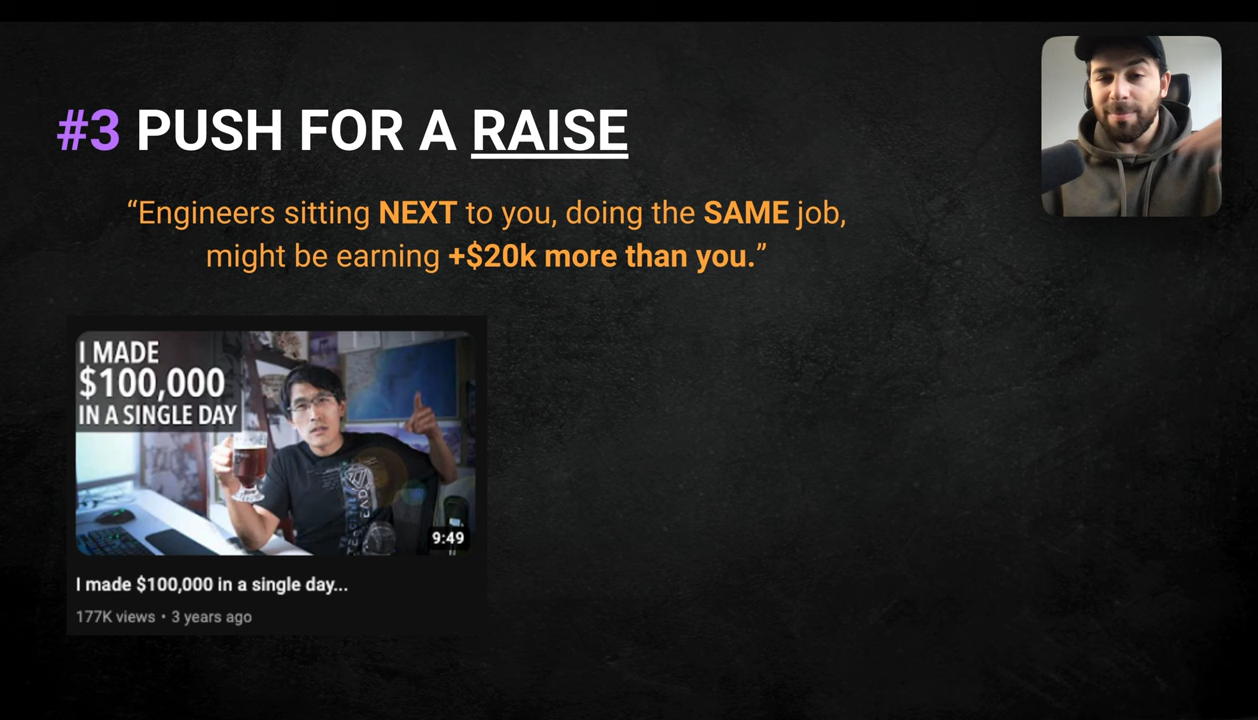 #3 PUSH FOR A RAISE
“Engineers sitting NEXT to you, doing the SAME job,
might be earning +$20k more than you.”
I MADE
$100,000
IN A SINGLE DAY
9:49
I made $100,000 in a single day...
177K views • 3 years ago